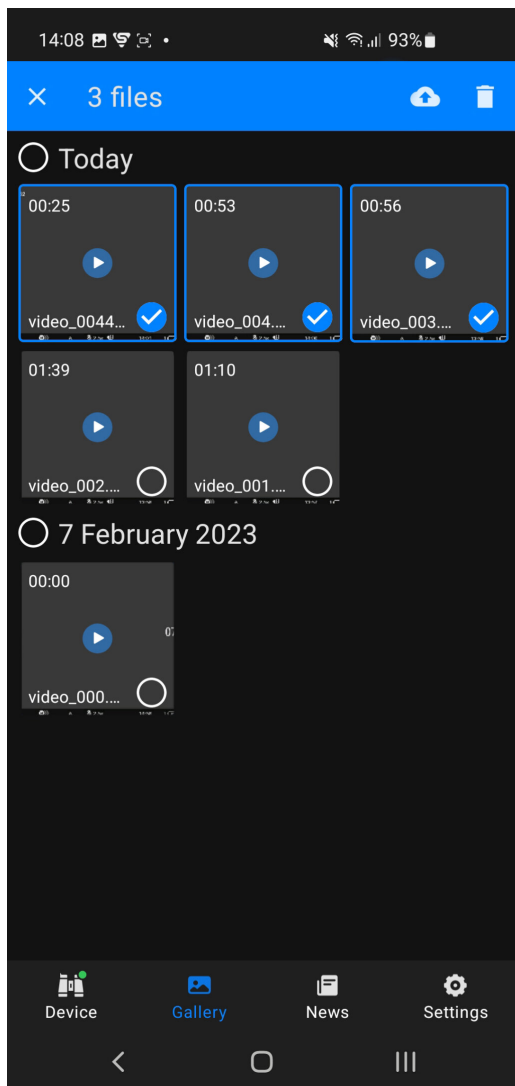 14:08 93%
3 files
Today
00:25 00:53 00:56
video_0044... video_004.... video_003....
01:39 01:10
video_002.... video_001....
7 February 2023
00:00
07
video_000....
Device Gallery News Settings